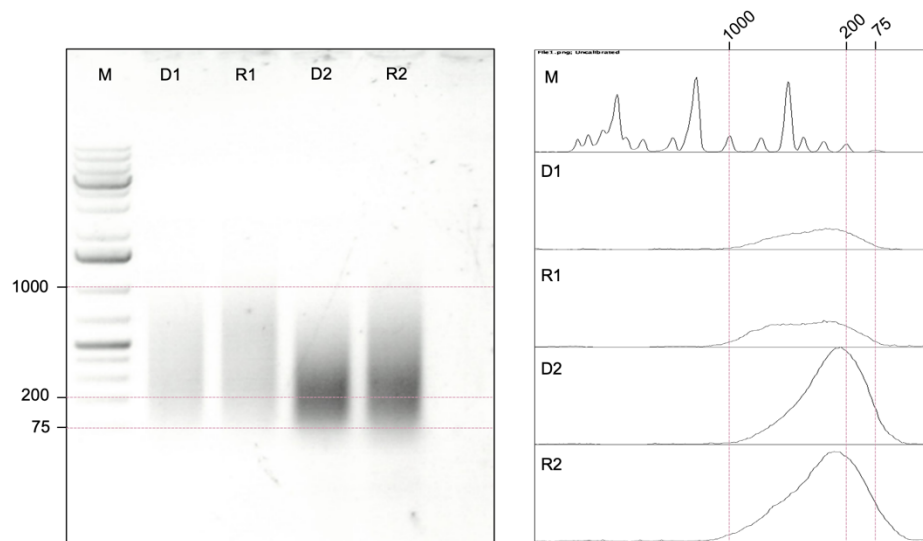 M D1 R1 D2 R2
1000
200
75
1000 200 75
File1.png; Uncalibrated
M
D1
R1
D2
R2